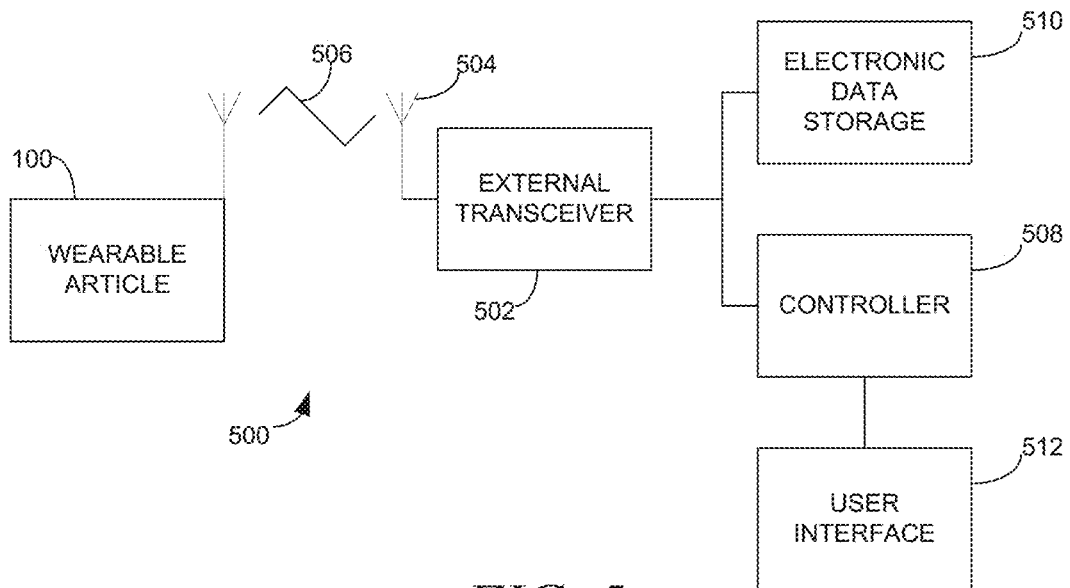 510
506
504
ELECTRONIC
DATA
STORAGE
100
EXTERNAL
TRANSCEIVER
508
WEARABLE
ARTICLE
502
CONTROLLER
500
512
USER
INTERFACE